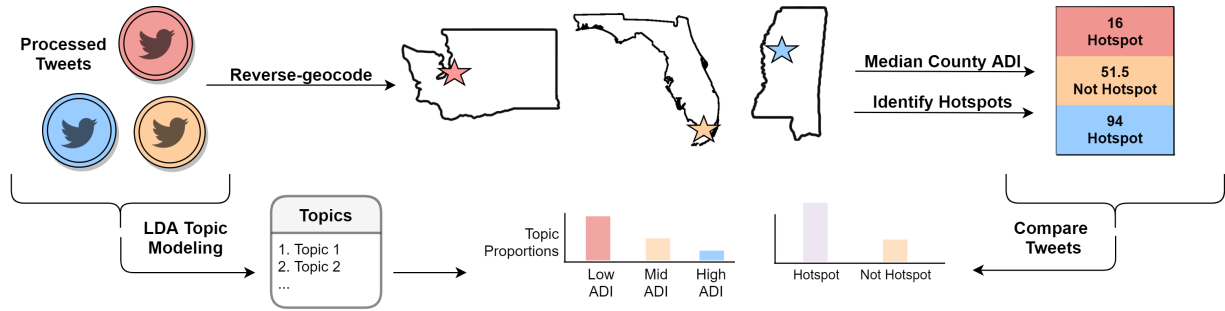 Processed
Tweets
Reverse-geocode
Median County ADI
Identify Hotspots
16
Hotspot
51.5
Not Hotspot
94
Hotspot
LDA Topic
Modeling
Topics
1. Topic 1
2. Topic 2
...
Topic
Proportions
Low
ADI
Mid
ADI
High
ADI
Hotspot
Not Hotspot
Compare
Tweets